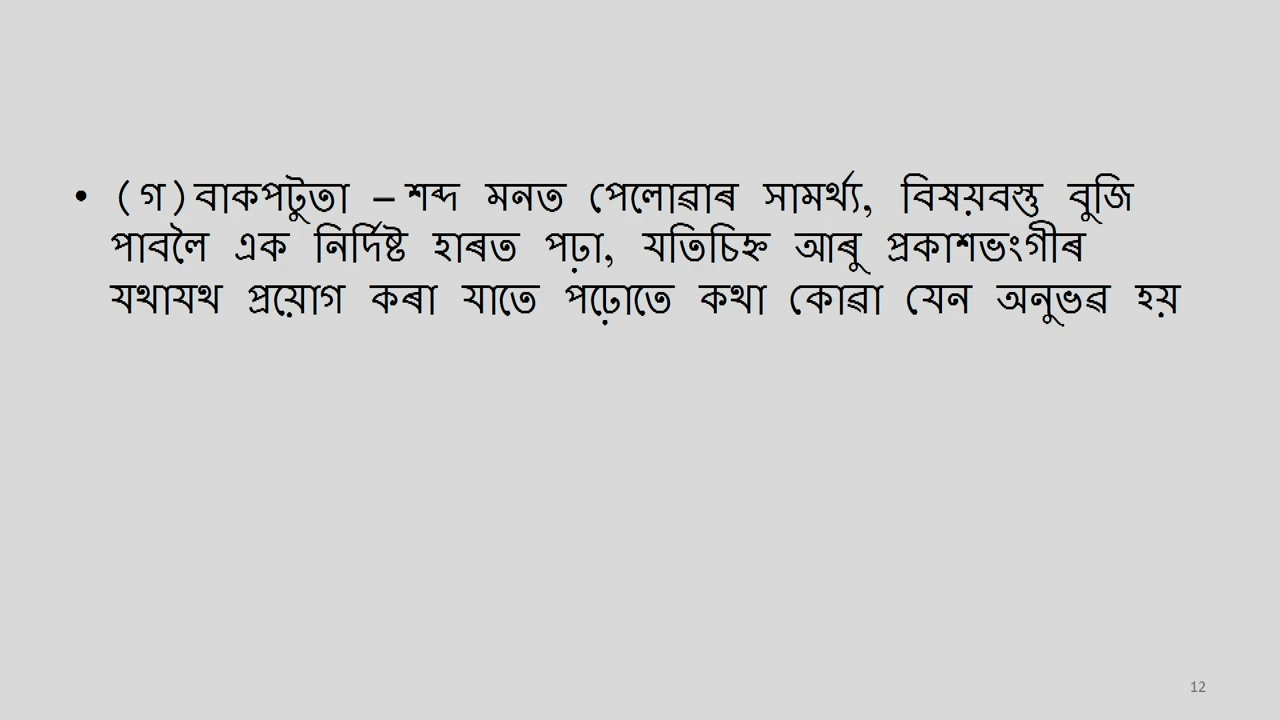 • (গ)বাকপটুতা – শব্দ মনত পেলোৱাৰ সামৰ্থ্য, বিষয়বস্তু বুজি
পাবলৈ এক নিৰ্দিষ্ট হাৰত পঢ়া, যতিচিহ্ন আৰু প্ৰকাশভংগীৰ
যথাযথ প্ৰয়োগ কৰা যাতে পঢ়োতে কথা কোৱা যেন অনুভৱ হয়
12